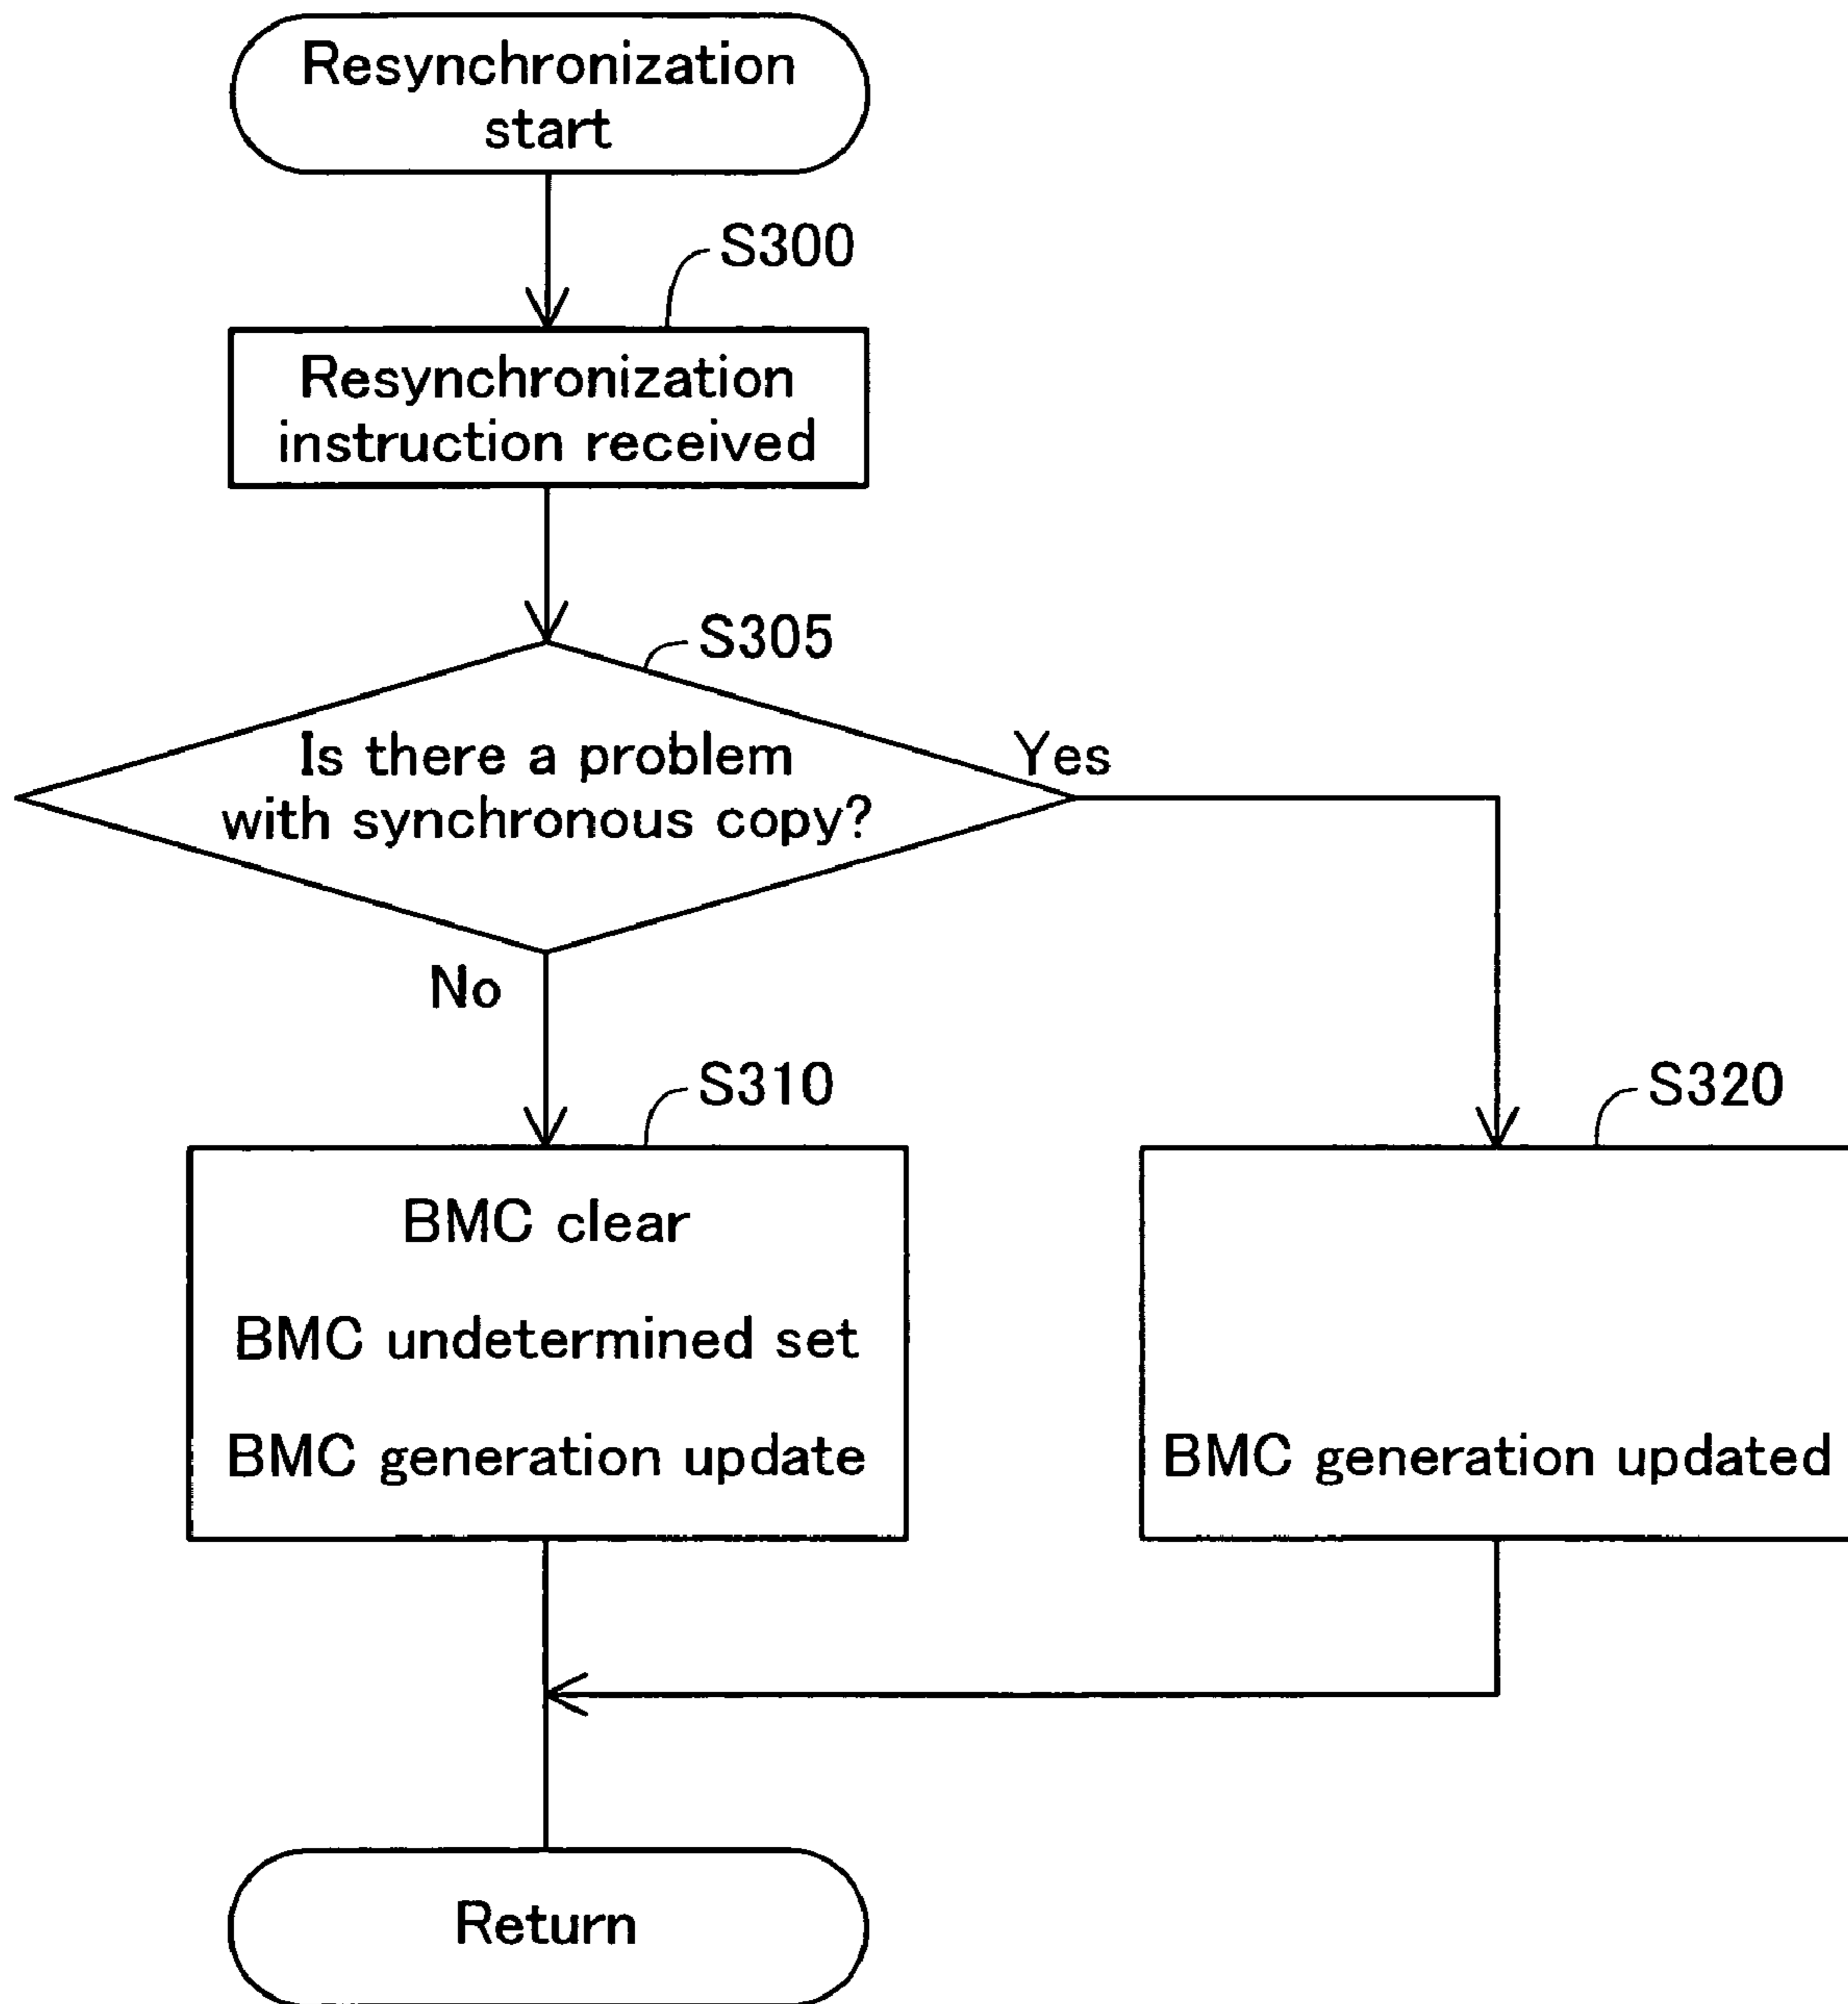 Resynchronization
start
S300
Resynchronization
instruction received
S305
Is there a problem
with synchronous copy?
Yes
No
S310
BMC clear
BMC undetermined set
BMC generation update
S320
BMC generation updated
Return